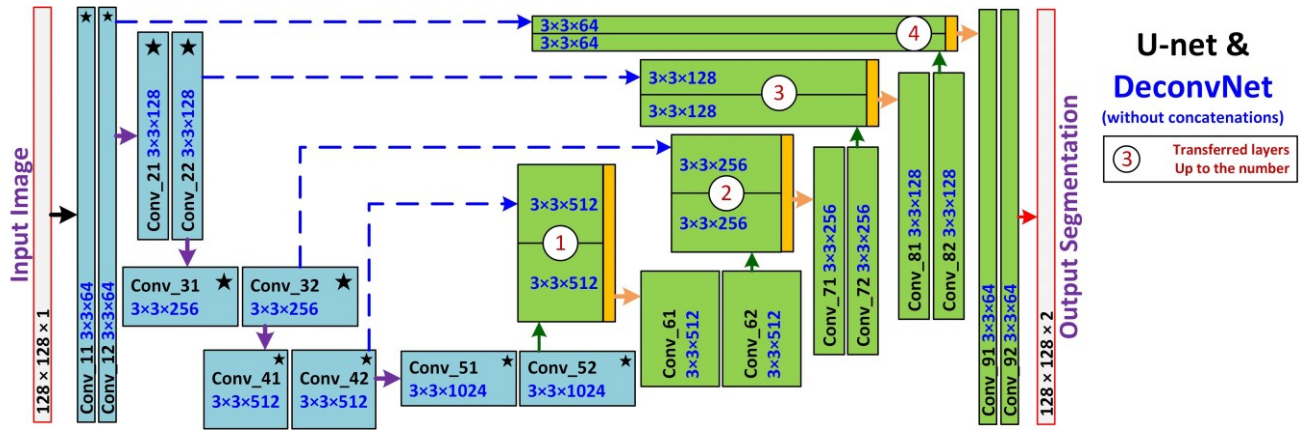 Input Image
128 × 128 × 1
Conv_11 3×3×64
Conv_12 3×3×64
Conv_21 3×3×128
Conv_22 3×3×128
Conv_31
3×3×256
Conv_32
3×3×256
Conv_41
3×3×512
Conv_42
3×3×512
Conv_51
3×3×1024
Conv_52
3×3×1024
3×3×512
1
3×3×512
Conv_61
3×3×512
Conv_62
3×3×512
3×3×256
2
3×3×256
Conv_71 3×3×256
Conv_72 3×3×256
3×3×128
3
3×3×128
Conv_81 3×3×128
Conv_82 3×3×128
3×3×64
4
3×3×64
Conv_91 3×3×64
Conv_92 3×3×64
128 × 128 × 2
Output Segmentation
U-net &
DeconvNet
(without concatenations)
3
Transferred layers
Up to the number